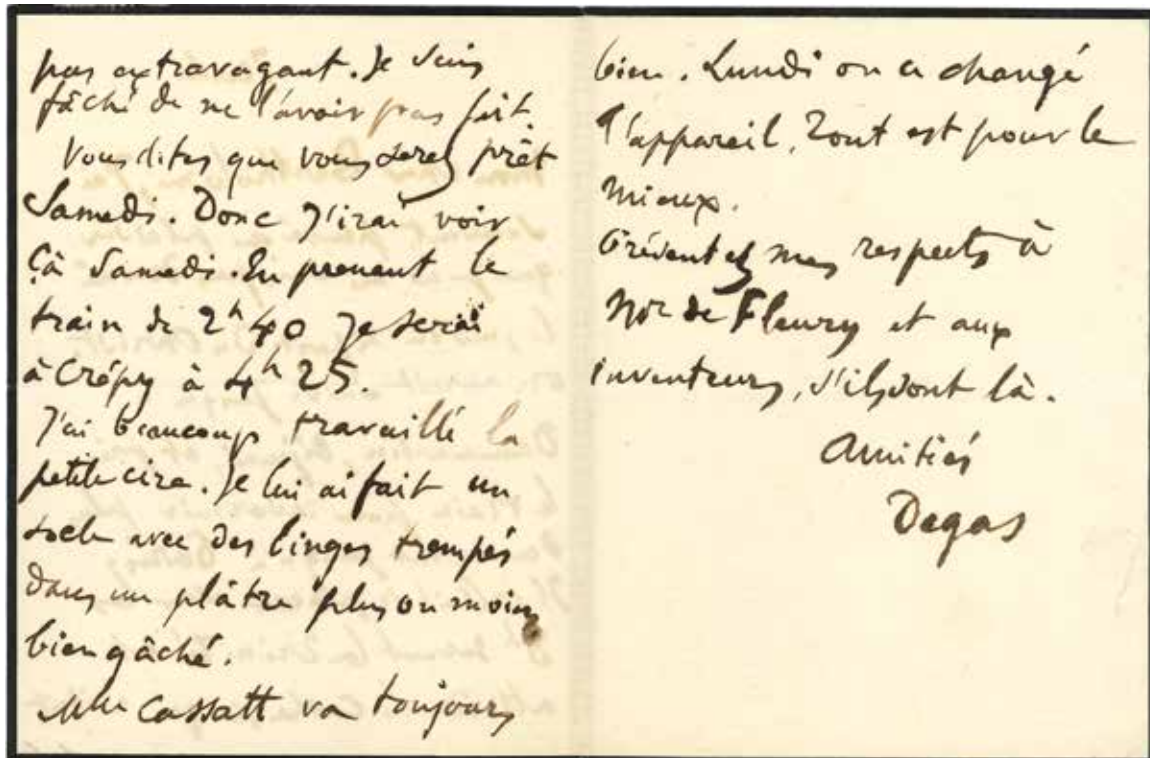 pas extravagant. Je suis
fâché de ne l'avoir pas fait.
Vous dites que vous serez prêt
Samedi. Donc j'irai voir
Çà Samedi. En prenant le
train de 2h 40 je serai
à Crépy à 4h 25.
J'ai beaucoup travaillé la
petite cire. Je lui ai fait un
socle avec des linges trempés
dans un plâtre plus ou moins
bien gâché.
Mlle Cassatt va toujours
bien. Lundi on a changé
l'appareil, tout est pour le
mieux.
Présentez mes respects à
Mr de Fleury et aux
inventeurs, s'ils sont là.
Amitiés
Degas